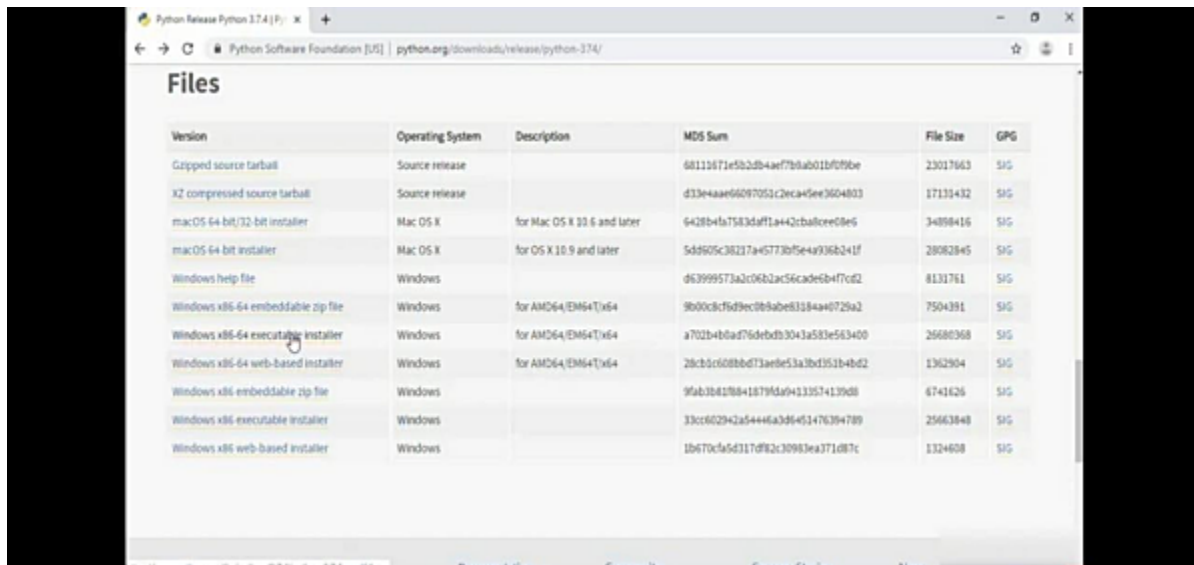 Python Release Python 3.7.4 | Py
Python Software Foundation [US] | python.org/downloads/release/python-374/
Files
Version Operating System Description MD5 Sum File Size GPG
Gzipped source tarball Source release 68111671e5b2db4aef7b9ab01bf0f9be 23017663 SIG
XZ compressed source tarball Source release d33e4aae66097051c2eca45ee3604803 17131432 SIG
macOS 64-bit/32-bit installer Mac OS X for Mac OS X 10.6 and later 6428b4fa7583daff1a442cba8cee08e6 34898416 SIG
macOS 64-bit installer Mac OS X for OS X 10.9 and later 5dd605c38217a45773bf5e4a936b241f 28082845 SIG
Windows help file Windows d63999573a2c06b2ac56cade6b4f7cd2 8131761 SIG
Windows x86-64 embeddable zip file Windows for AMD64/EM64T/x64 9b00c8cf6d9ec0b9abe83184a40729a2 7504391 SIG
Windows x86-64 executable installer Windows for AMD64/EM64T/x64 a702b4b0ad76debdb3043a583e563400 26680368 SIG
Windows x86-64 web-based installer Windows for AMD64/EM64T/x64 28cb1c608bbd73ae8e53a3bd351b4bd2 1362904 SIG
Windows x86 embeddable zip file Windows 9fab3b81f8841879fda94133574139d8 6741626 SIG
Windows x86 executable installer Windows 33cc602942a54446a3d6451476394789 25663848 SIG
Windows x86 web-based installer Windows 1b670cfa5d317df82c30983ea371d87c 1324608 SIG